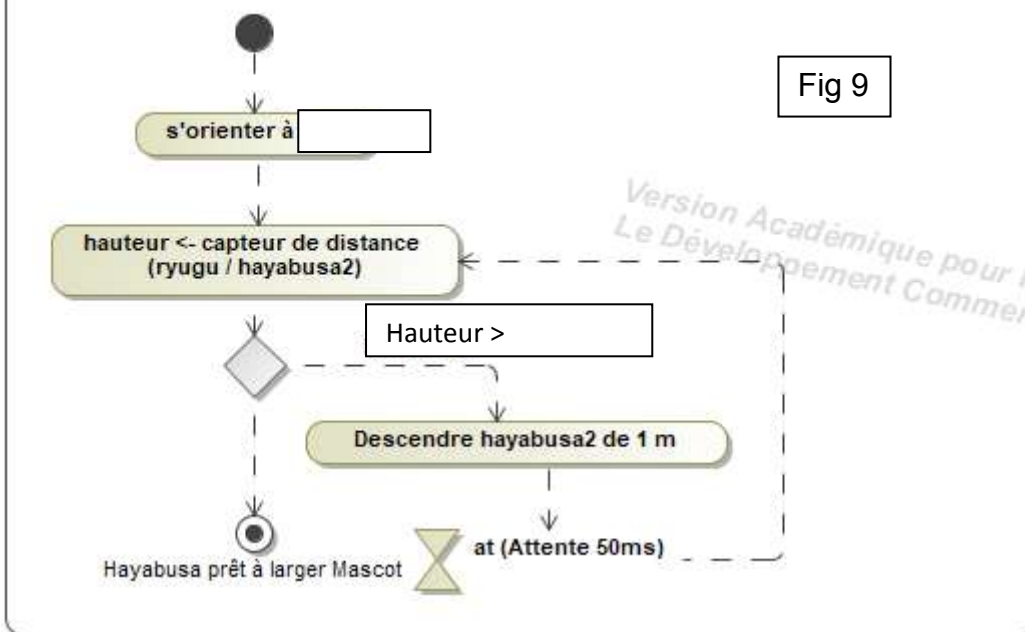 Fig 9
s'orienter à
Version Académique pour
Le Développement Commer
hauteur <- capteur de distance
(ryugu / hayabusa2)
Hauteur >
Descendre hayabusa2 de 1 m
at (Attente 50ms)
Hayabusa prêt à larger Mascot